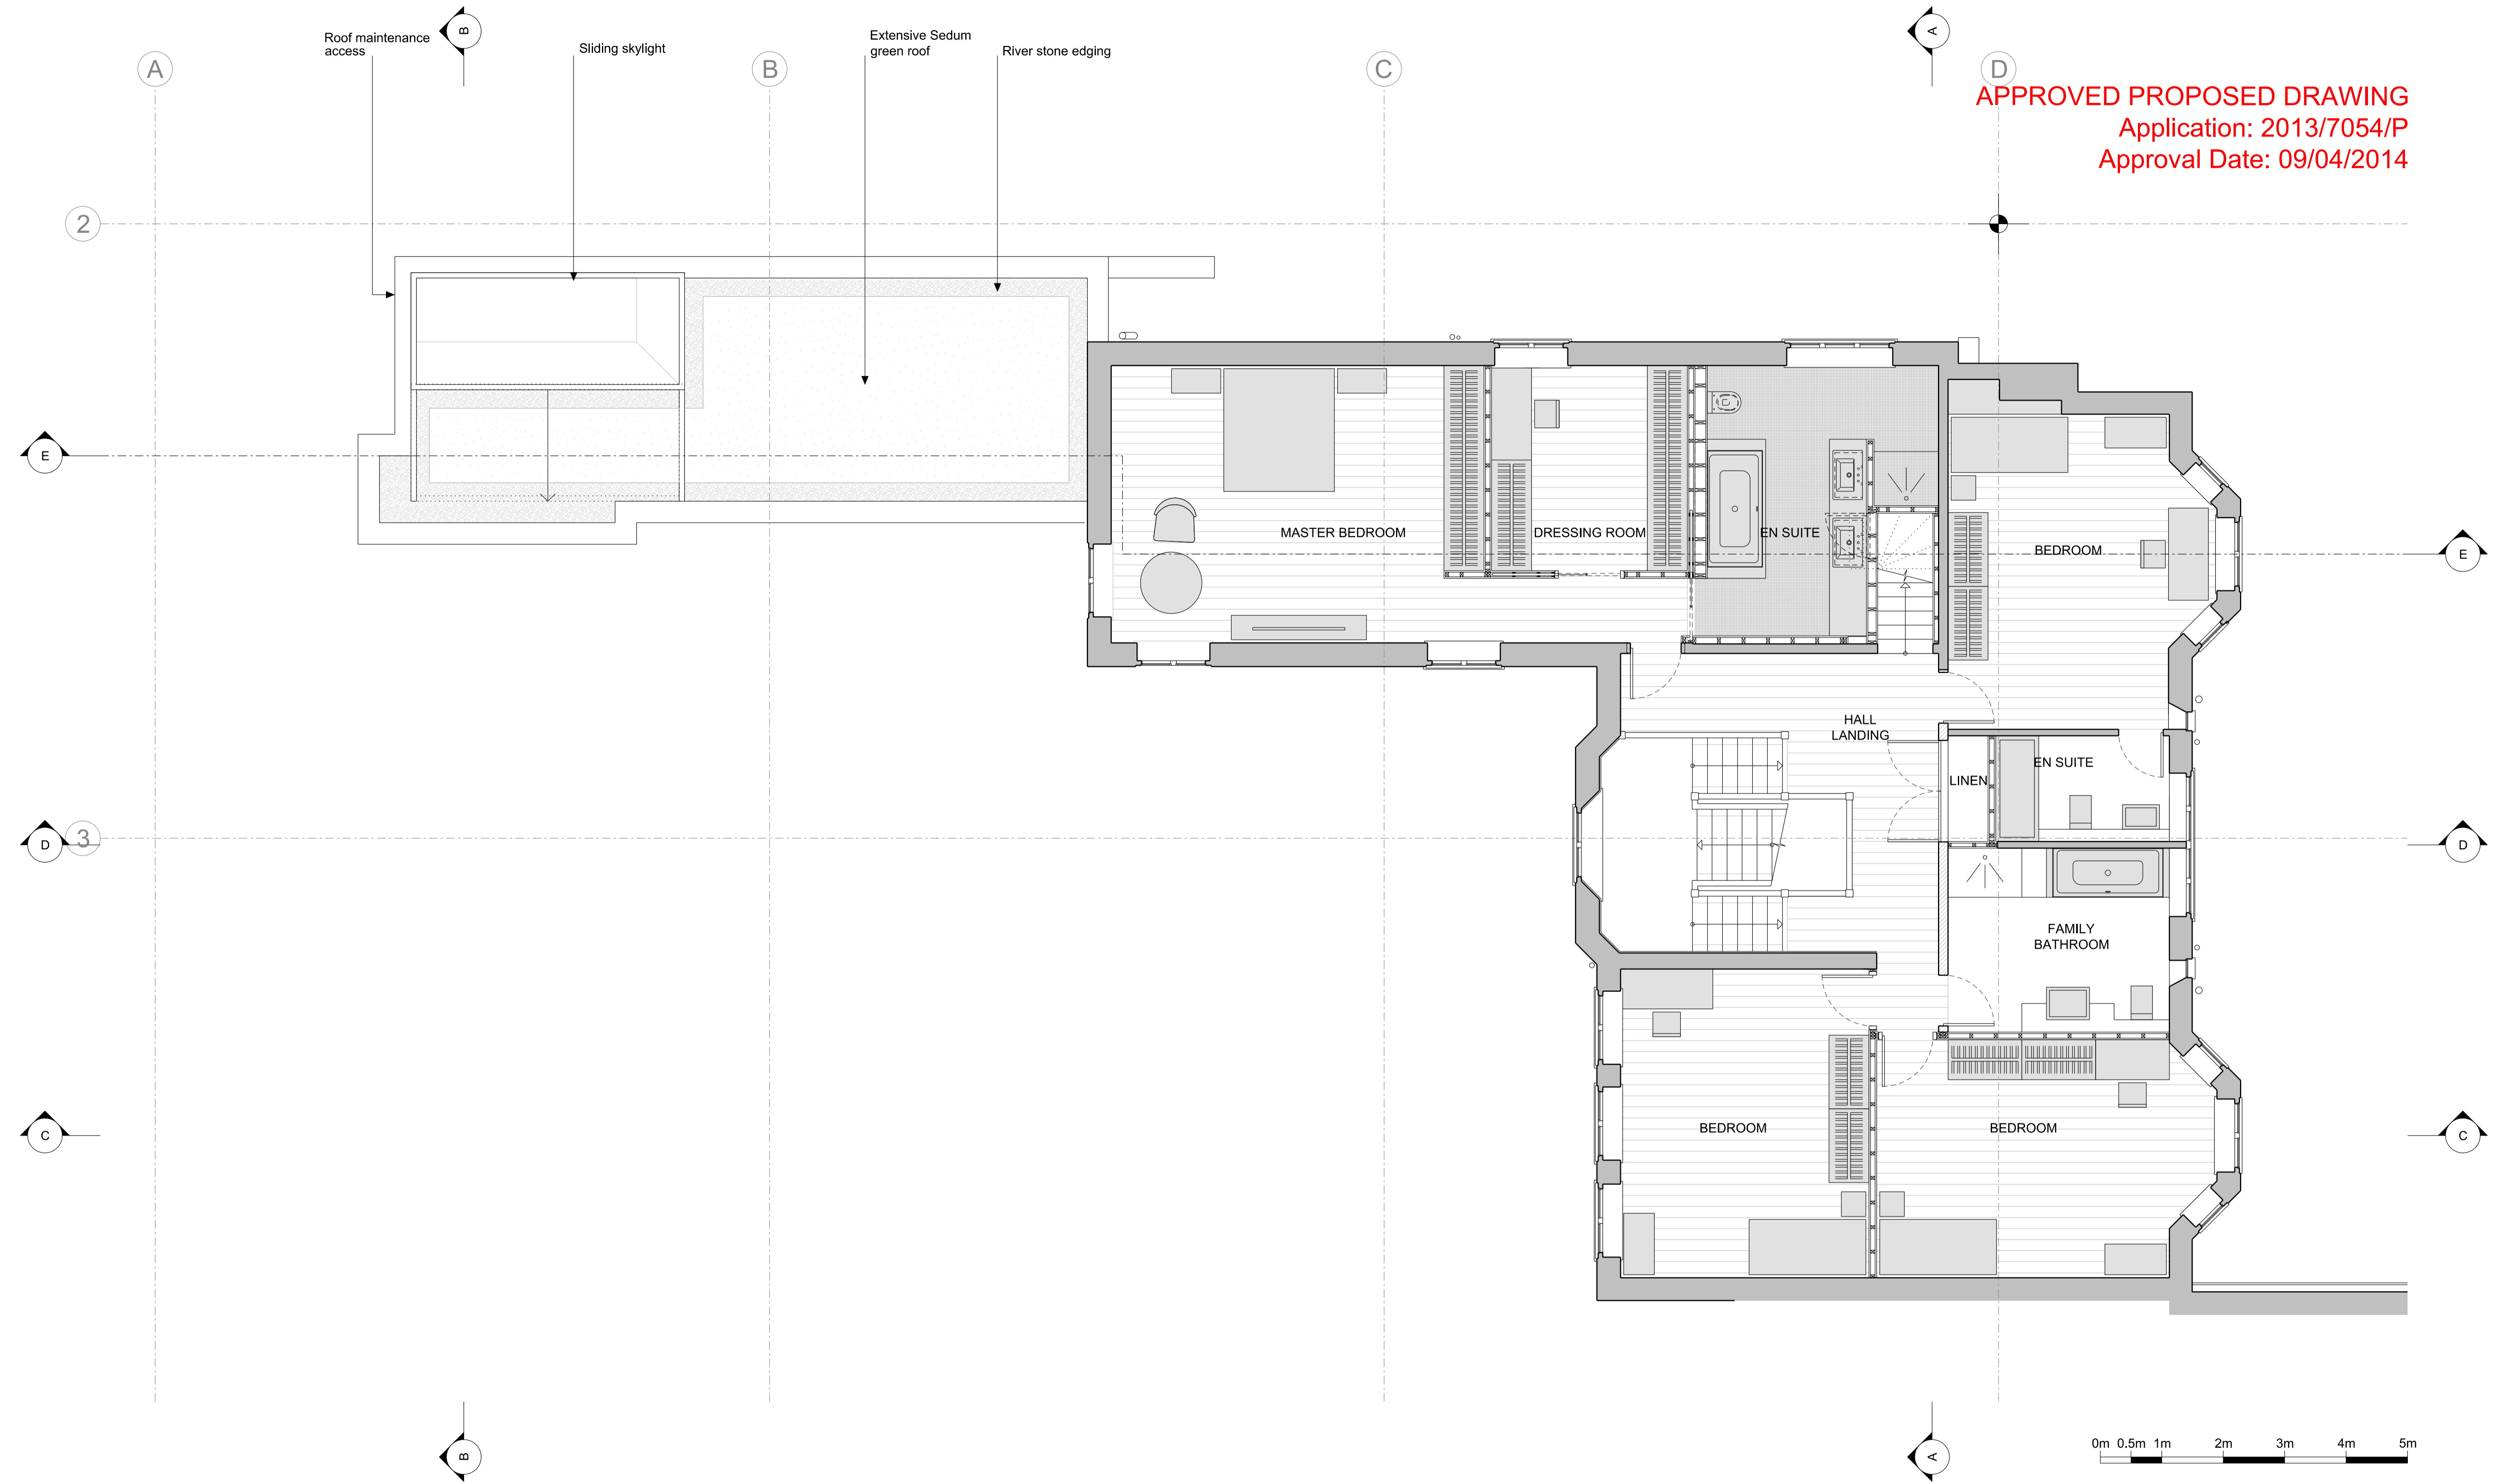 B
A
Roof maintenance
access
Sliding skylight
Extensive Sedum
green roof
River stone edging
A
B
C
D
APPROVED PROPOSED DRAWING
Application: 2013/7054/P
Approval Date: 09/04/2014
2
E
MASTER BEDROOM
DRESSING ROOM
EN SUITE
BEDROOM
E
HALL
LANDING
LINEN
EN SUITE
D
3
D
FAMILY
BATHROOM
C
BEDROOM
BEDROOM
C
B
A
0m 0.5m 1m 2m 3m 4m 5m